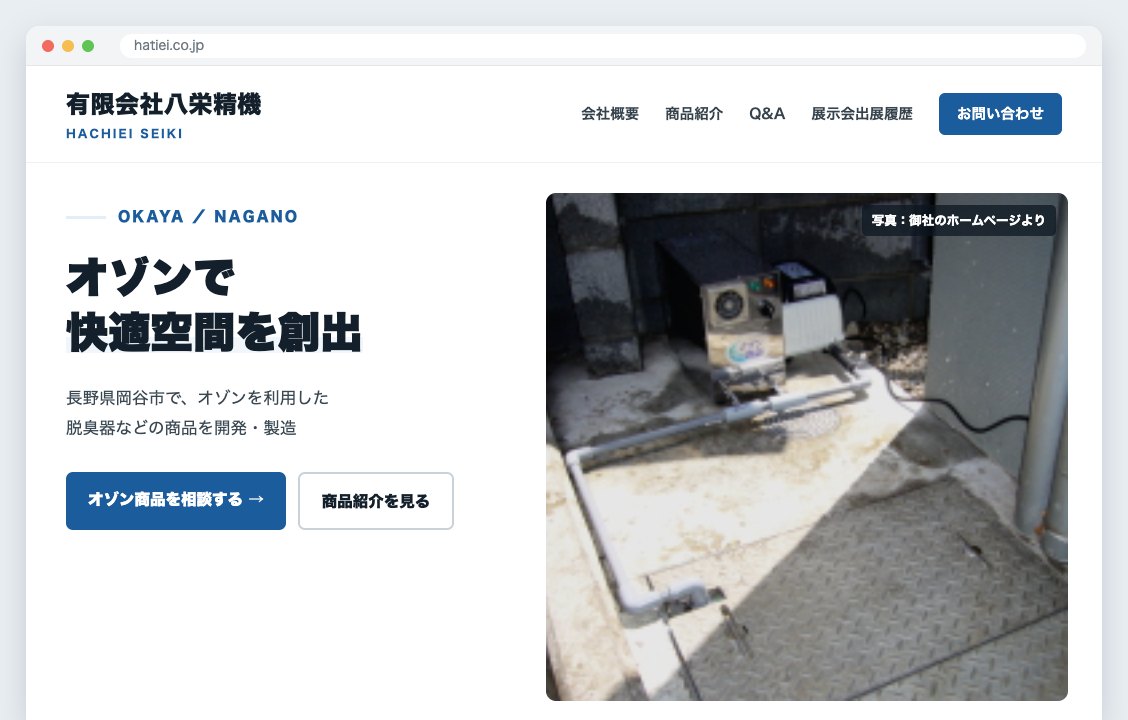 hatiei.co.jp
有限会社八栄精機
HACHIEI SEIKI
会社概要
商品紹介
Q&A
展示会出展履歴
お問い合わせ
OKAYA ／ NAGANO
オゾンで
快適空間を創出
長野県岡谷市で、オゾンを利用した
脱臭器などの商品を開発・製造
オゾン商品を相談する →
商品紹介を見る
写真：御社のホームページより